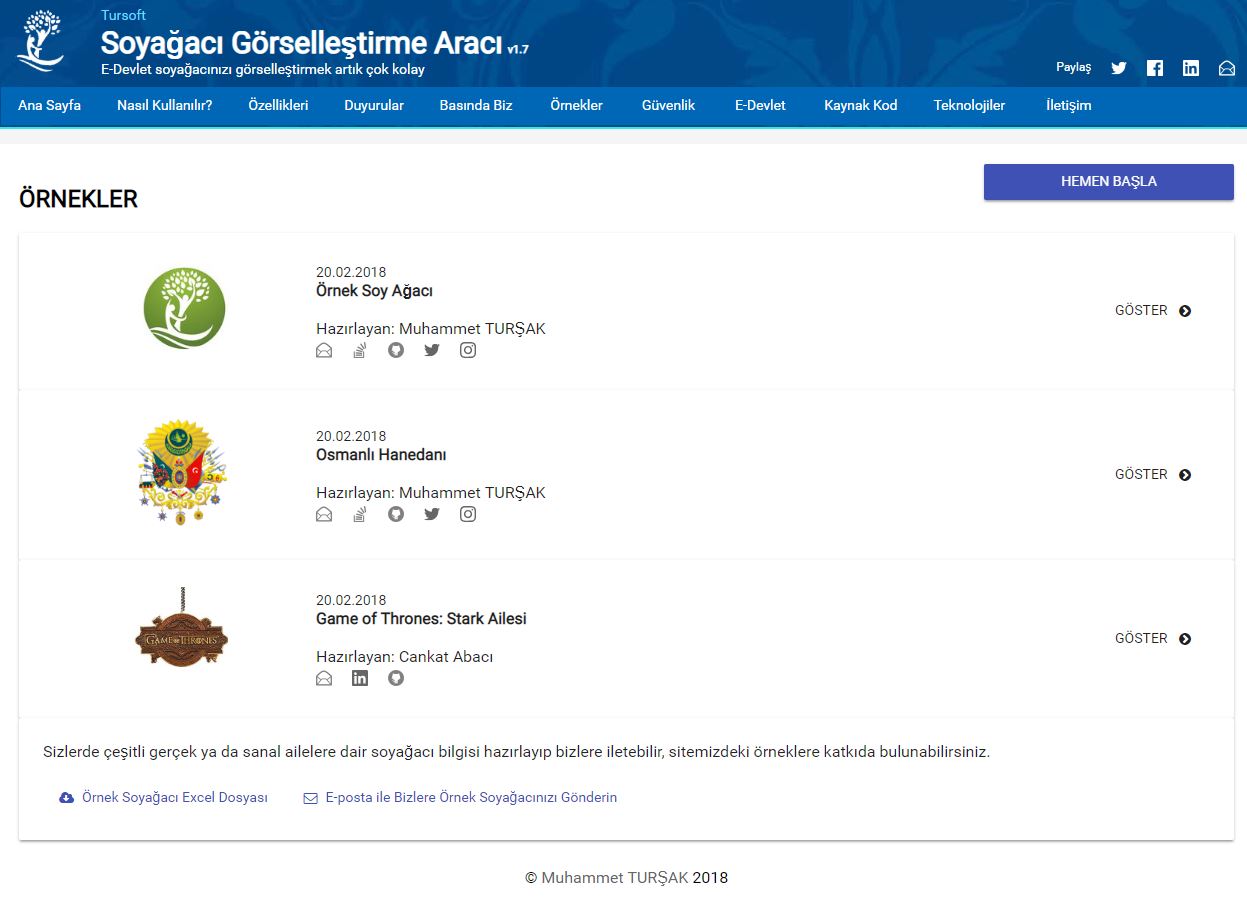 Tursoft
Soyağacı Görselleştirme Aracı v1.7
E-Devlet soyağacınızı görselleştirmek artık çok kolay
Paylaş
Ana Sayfa Nasıl Kullanılır? Özellikleri Duyurular Basında Biz Örnekler Güvenlik E-Devlet Kaynak Kod Teknolojiler İletişim
HEMEN BAŞLA
ÖRNEKLER
20.02.2018
Örnek Soy Ağacı
GÖSTER
Hazırlayan: Muhammet TURŞAK
20.02.2018
Osmanlı Hanedanı
GÖSTER
Hazırlayan: Muhammet TURŞAK
GAME OF THRONES
20.02.2018
Game of Thrones: Stark Ailesi
GÖSTER
Hazırlayan: Cankat Abacı
Sizlerde çeşitli gerçek ya da sanal ailelere dair soyağacı bilgisi hazırlayıp bizlere iletebilir, sitemizdeki örneklere katkıda bulunabilirsiniz.
Örnek Soyağacı Excel Dosyası E-posta ile Bizlere Örnek Soyağacınızı Gönderin
© Muhammet TURŞAK 2018